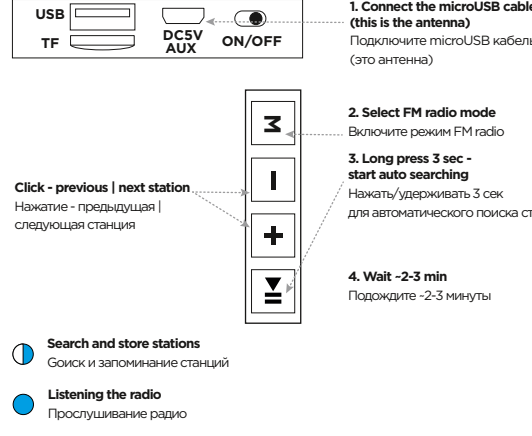 USB
TF
DC5V
AUX
ON/OFF
1. Connect the microUSB cable
(this is the antenna)
Подключите microUSB кабель
(это антенна)
M
2. Select FM radio mode
Включите режим FM radio
3. Long press 3 sec -
start auto searching
Нажать/удерживать 3 сек
для автоматического поиска ст
Click - previous | next station
Нажатие - предыдущая |
следующая станция
4. Wait ~2-3 min
Подождите ~2-3 минуты
Search and store stations
Gоиск и запоминание станций
Listening the radio
Прослушивание радио